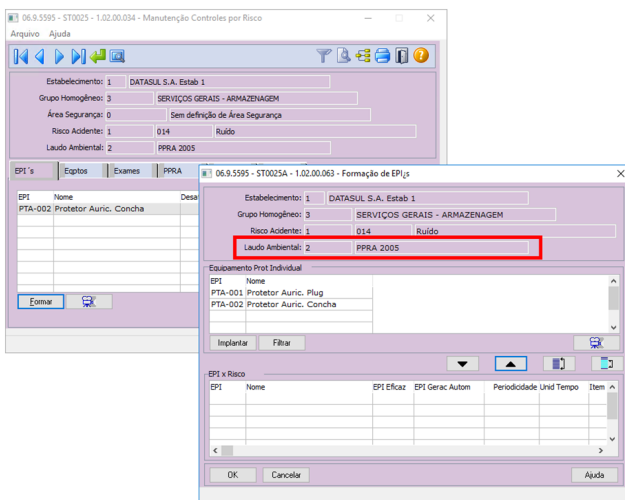 06.9.5595 - ST0025 - 1.02.00.034 - Manutenção Controles por Risco
Arquivo Ajuda
Estabelecimento: 1 DATASUL S.A. Estab 1
Grupo Homogêneo: 3 SERVIÇOS GERAIS - ARMAZENAGEM
Área Segurança: 0 Sem definição de Área Segurança
Risco Acidente: 1 014 Ruído
Laudo Ambiental: 2 PPRA 2005
EPI´s Eqptos Exames PPRA
EPI Nome
PTA-002 Protetor Auric. Concha
Formar
06.9.5595 - ST0025A - 1.02.00.063 - Formação de EPI¿s
Estabelecimento: 1 DATASUL S.A. Estab 1
Grupo Homogêneo: 3 SERVIÇOS GERAIS - ARMAZENAGEM
Risco Acidente: 1 014 Ruído
Laudo Ambiental: 2 PPRA 2005
Equipamento Prot Individual
EPI Nome
PTA-001 Protetor Auric. Plug
PTA-002 Protetor Auric. Concha
Implantar Filtrar
EPI x Risco
EPI Nome EPI Eficaz EPI Gerac Autom Periodicidade Unid Tempo Item
OK Cancelar Ajuda